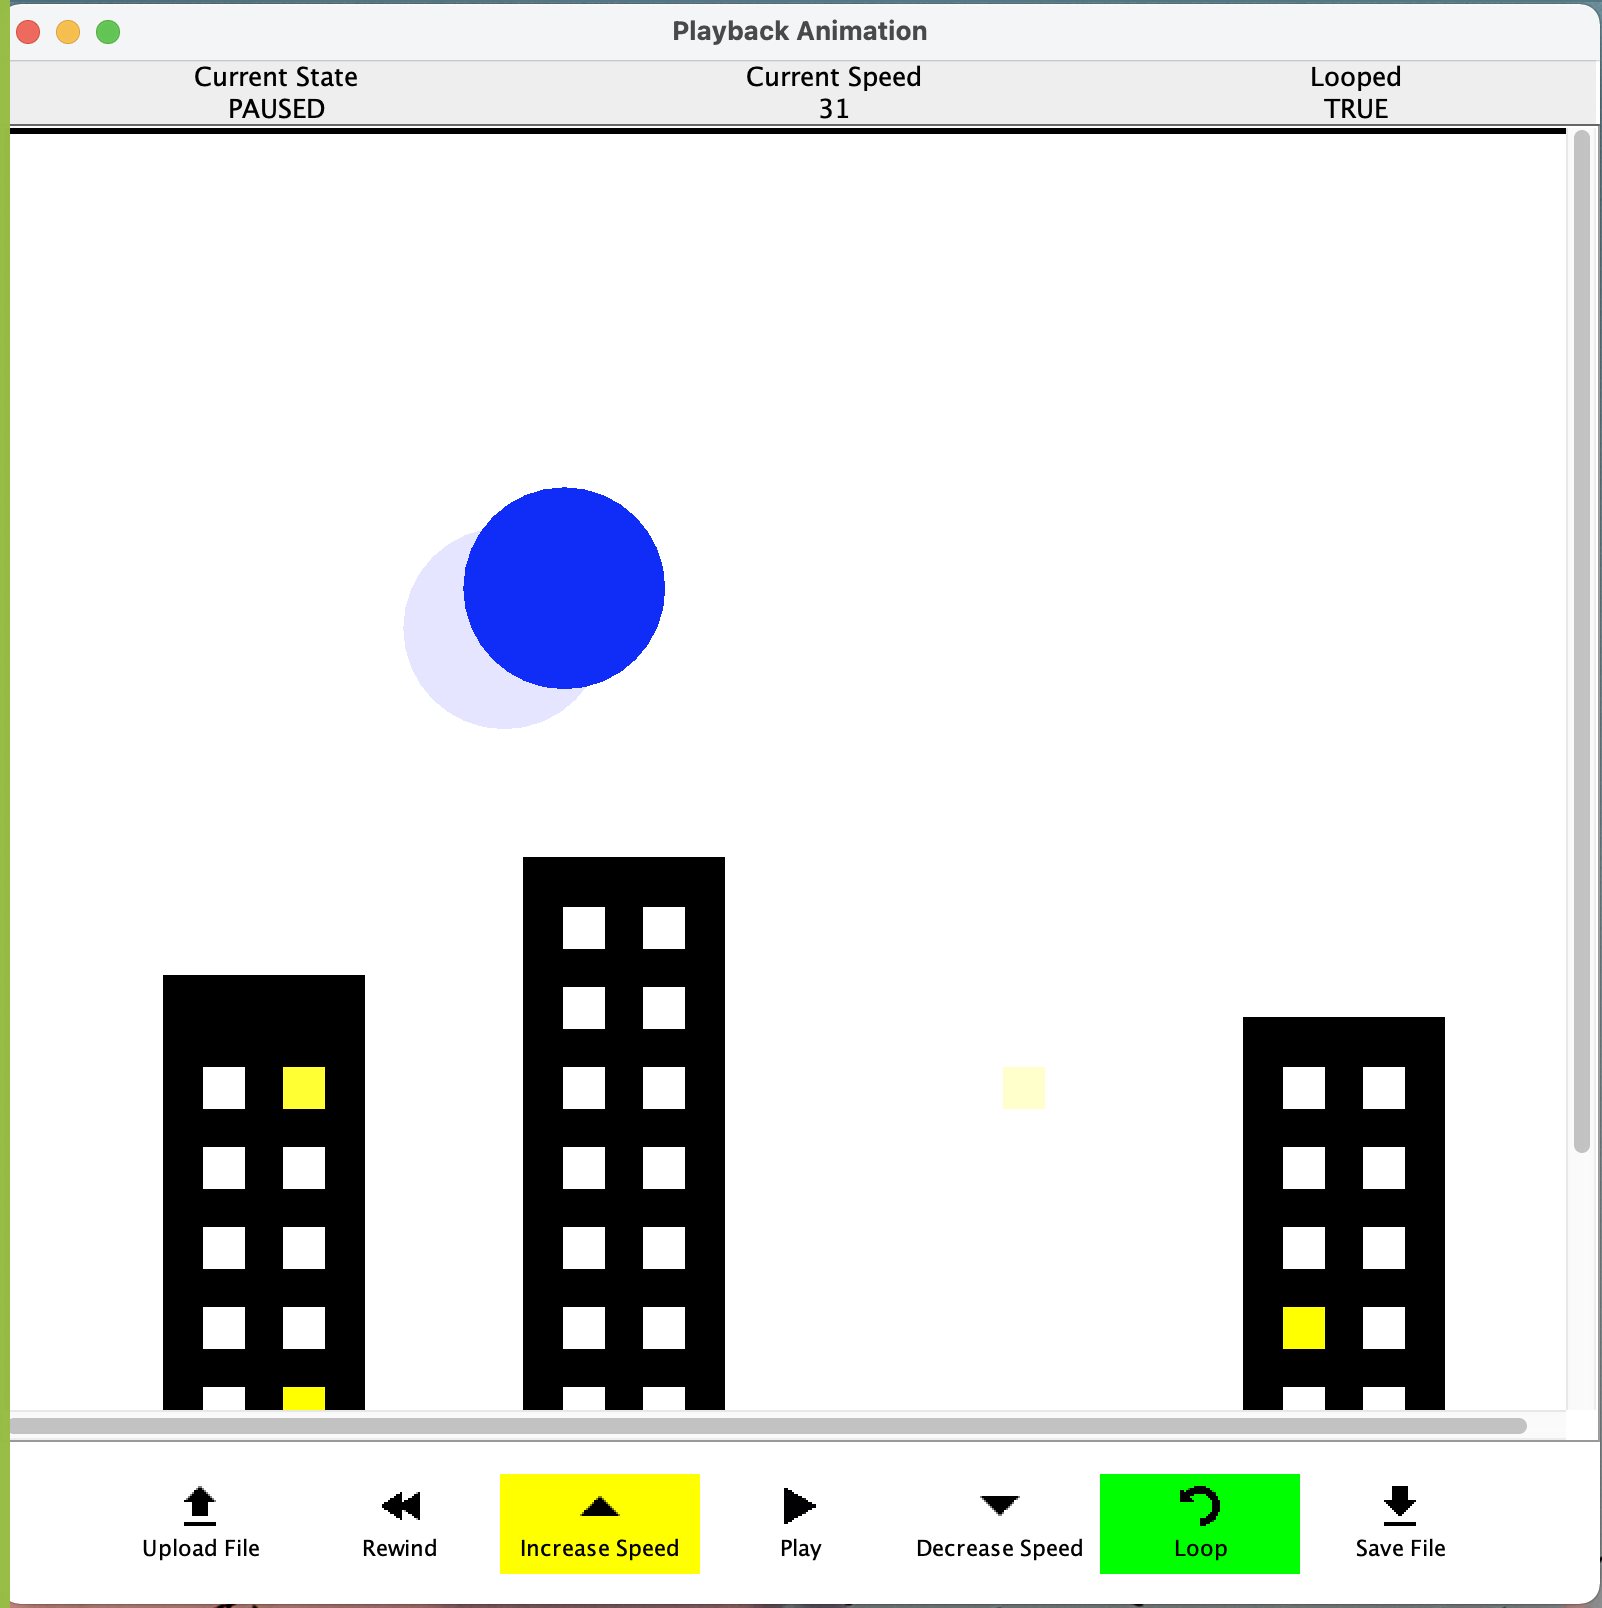 Playback Animation
Current State
PAUSED
Current Speed
31
Looped
TRUE
Upload File
Rewind
Increase Speed
Play
Decrease Speed
Loop
Save File